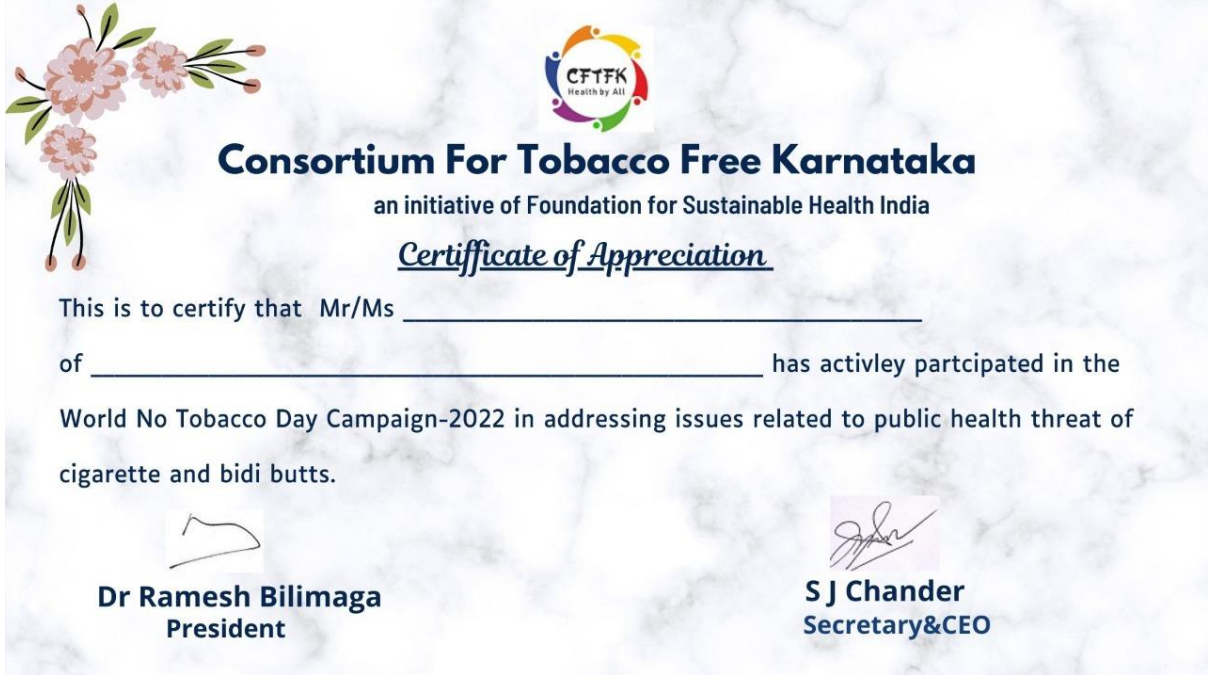 CFTFK
Health by All
Consortium For Tobacco Free Karnataka
an initiative of Foundation for Sustainable Health India
Certifficate of Appreciation
This is to certify that Mr/Ms ____________________
of ____________________ has activley partcipated in the
World No Tobacco Day Campaign-2022 in addressing issues related to public health threat of
cigarette and bidi butts.
Dr Ramesh Bilimaga
President
S J Chander
Secretary&CEO